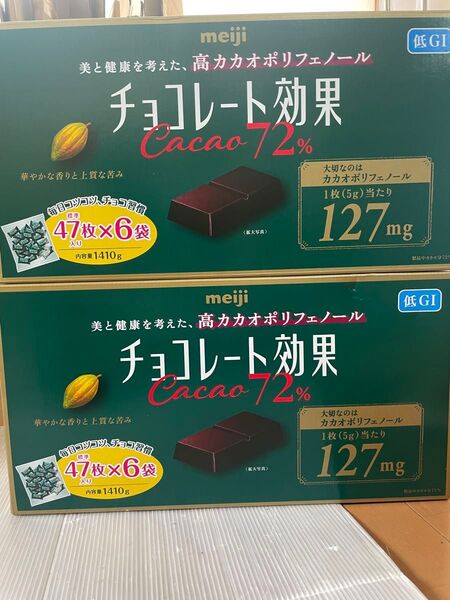 meiji
低GI
美と健康を考えた、高カカオポリフェノール
チョコレート効果
Cacao 72%
華やかな香りと上質な苦み
大切なのは
カカオポリフェノール
1枚(5g)当たり
127mg
毎日コツコツ、チョコ習慣
標準
47枚×6袋
入り
内容量1410g
〈拡大写真〉
meiji
低GI
美と健康を考えた、高カカオポリフェノール
チョコレート効果
Cacao 72%
華やかな香りと上質な苦み
大切なのは
カカオポリフェノール
1枚(5g)当たり
127mg
毎日コツコツ、チョコ習慣
標準
47枚×6袋
入り
内容量1410g
〈拡大写真〉